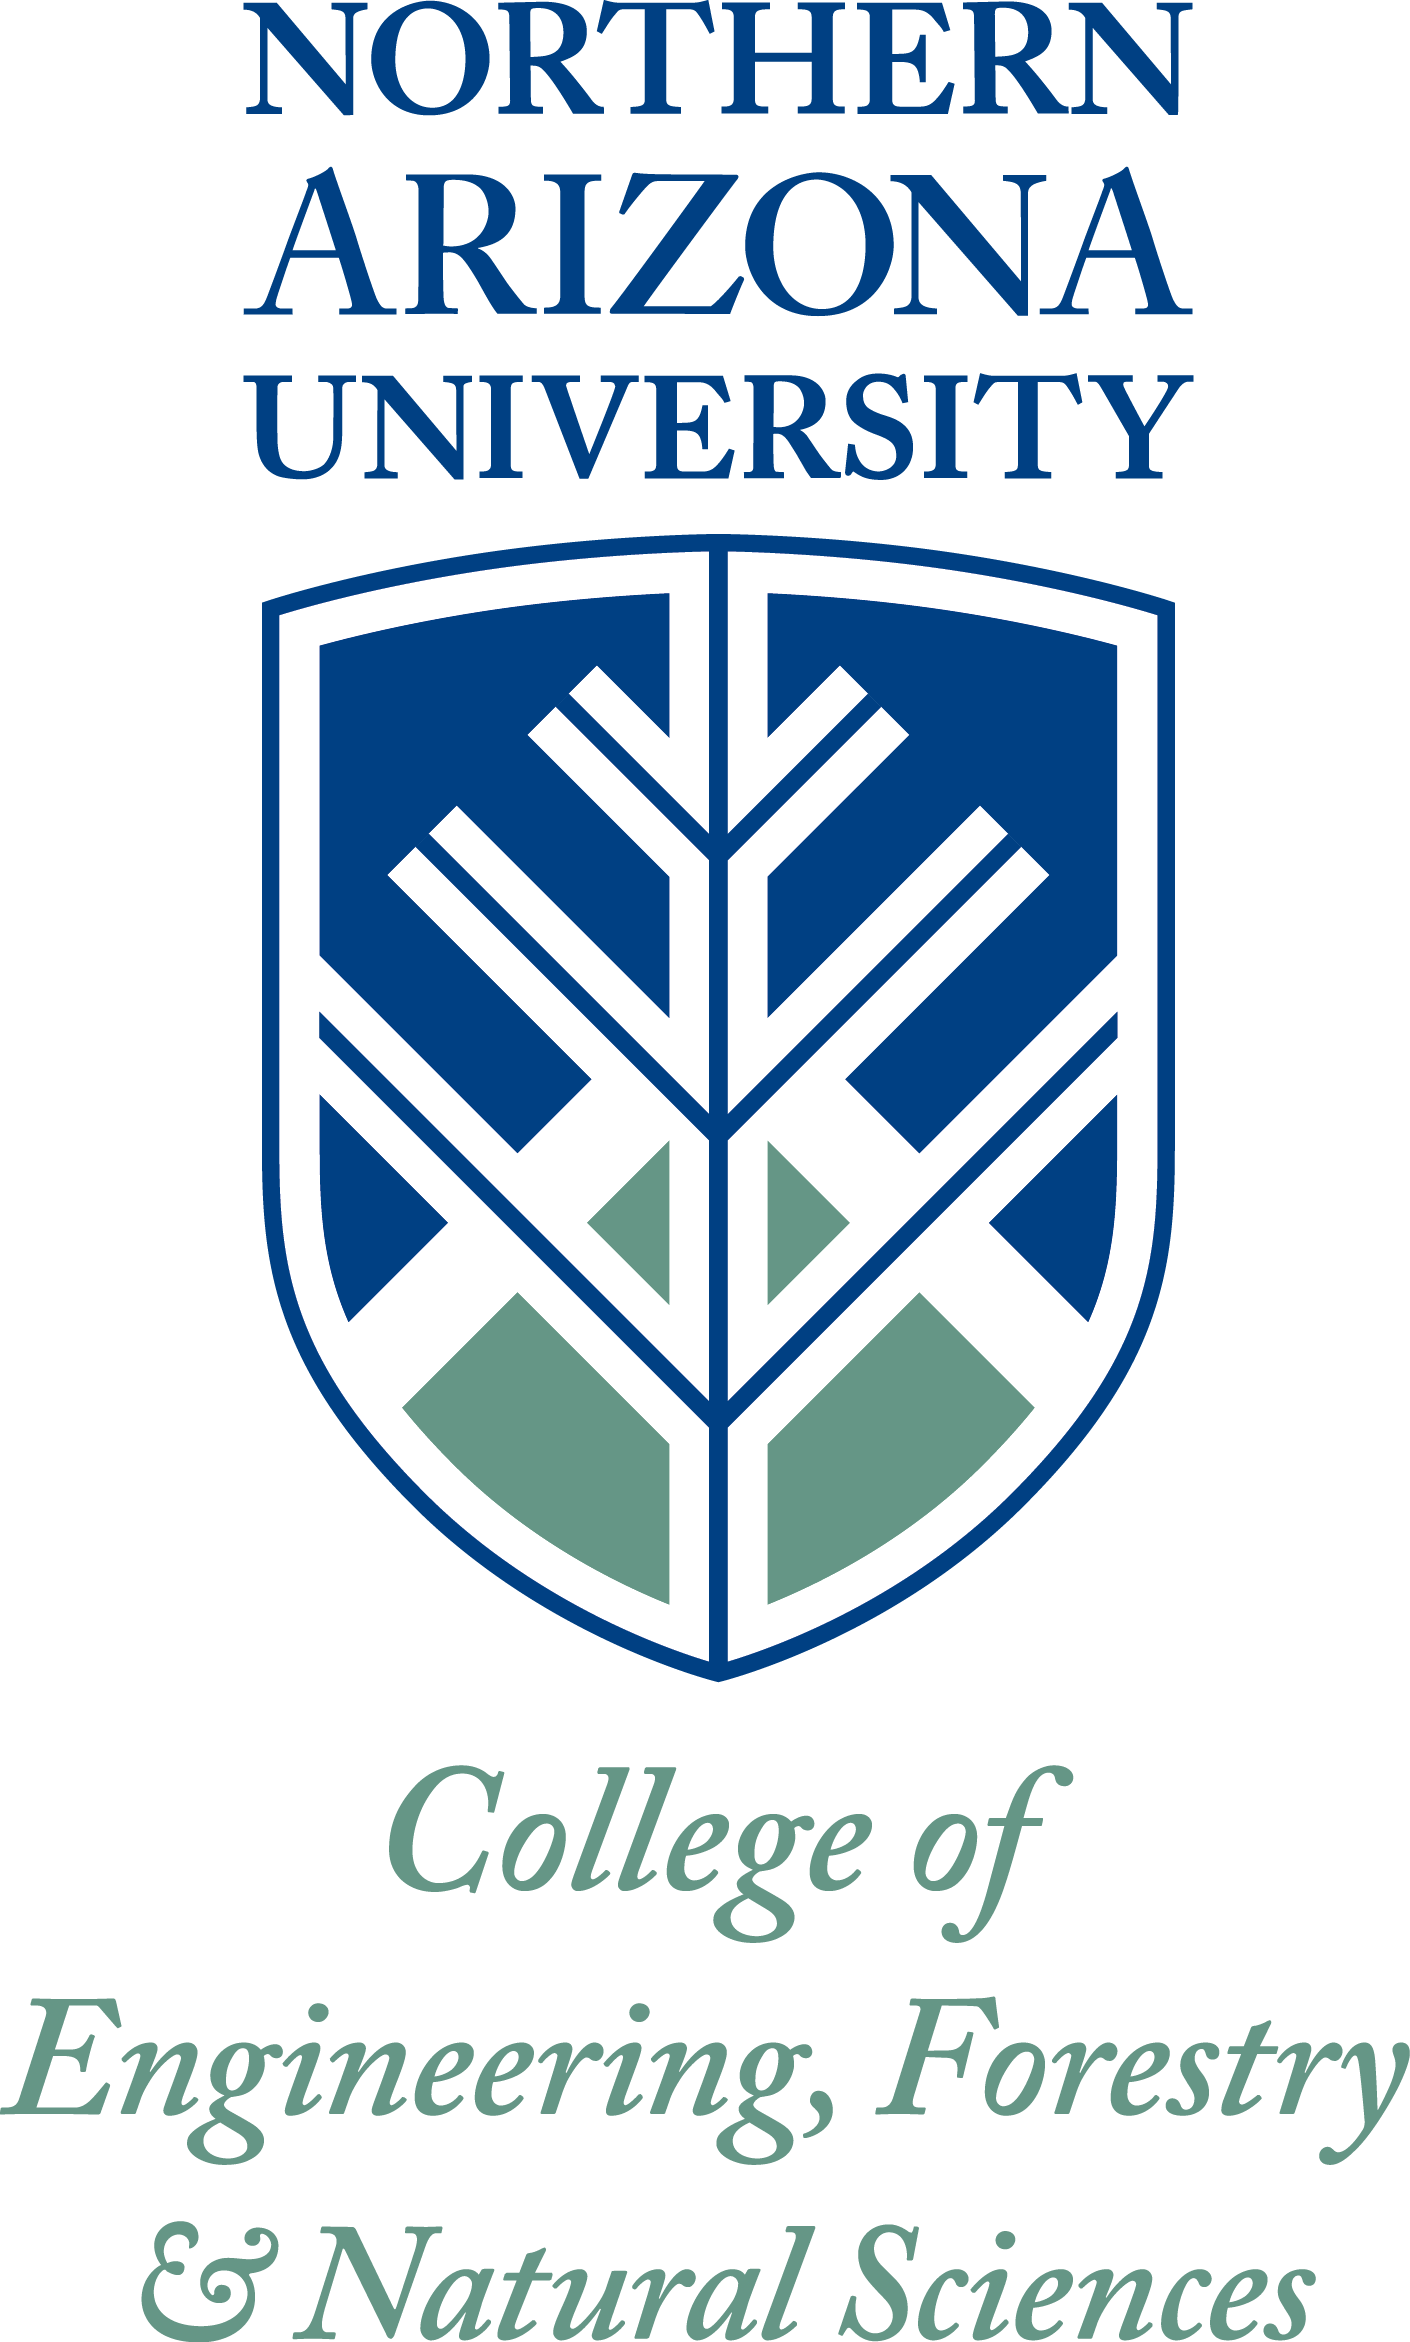 NORTHERN
ARIZONA
UNIVERSITY
College of
Engineering, Forestry
& Natural Sciences